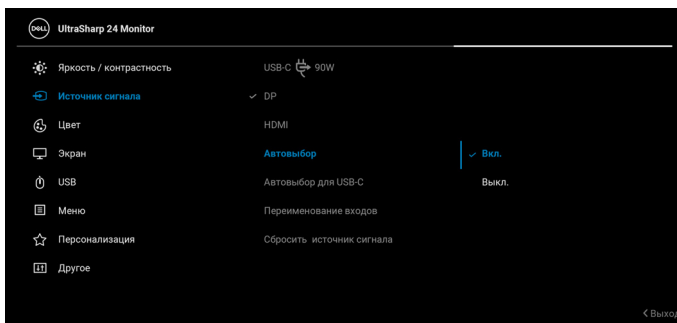 DELL UltraSharp 24 Monitor
Яркость / контрастность USB-C 90W
Источник сигнала DP
Цвет HDMI
Экран Автовыбор Вкл.
USB Автовыбор для USB-C Выкл.
Меню Переименование входов
Персонализация Сбросить источник сигнала
Другое
Выход